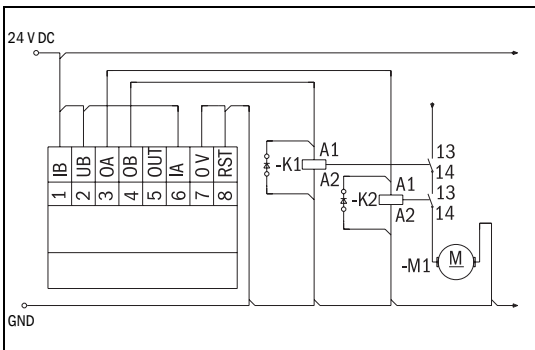 24 V DC
1 IB
2 UB
3 OA
4 OB
5 OUT
6 IA
7 0 V
8 RST
-K1
A1
A2
13
14
-K2
A1
A2
13
14
-M1
M
GND